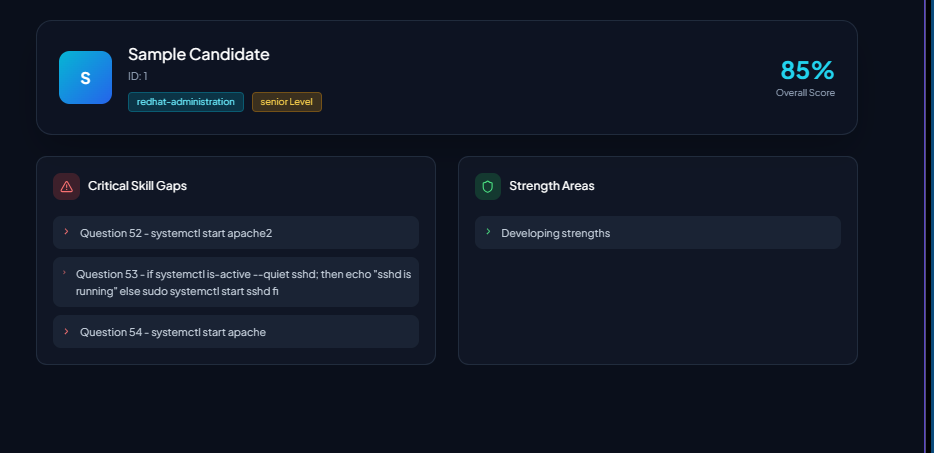 S
Sample Candidate
ID: 1
redhat-administration
senior Level
85%
Overall Score
Critical Skill Gaps
Question 52 - systemctl start apache2
Question 53 - if systemctl is-active --quiet sshd; then echo "sshd is
running" else sudo systemctl start sshd fi
Question 54 - systemctl start apache
Strength Areas
Developing strengths